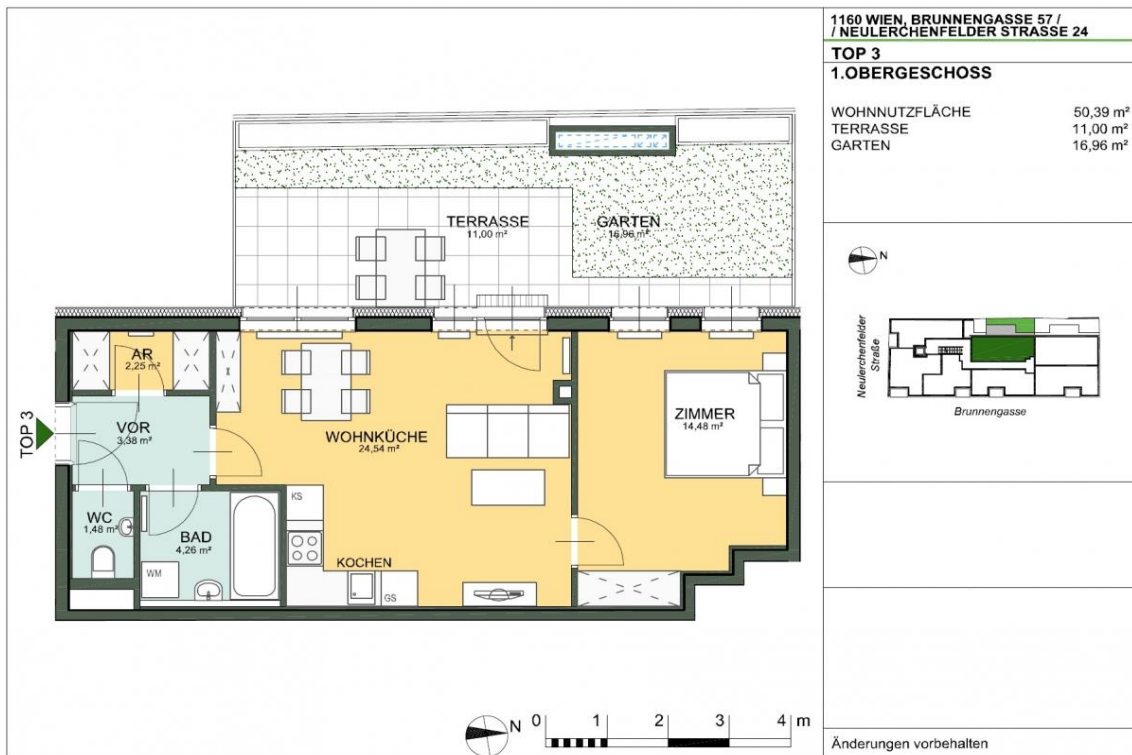 1160 WIEN, BRUNNENGASSE 57 /
/ NEULERCHENFELDER STRASSE 24
TOP 3
1.OBERGESCHOSS
WOHNNUTZFLÄCHE 50,39 m²
TERRASSE 11,00 m²
GARTEN 16,96 m²
N
Neulerchenfelder
Straße
Brunnengasse
TERRASSE
11,00 m²
GARTEN
16,96 m²
AR
2,25 m²
TOP 3
VOR
3,38 m²
WOHNKÜCHE
24,54 m²
ZIMMER
14,48 m²
WC
1,48 m²
BAD
4,26 m²
WM
KS
KOCHEN
GS
N
0 1 2 3 4 m
Änderungen vorbehalten